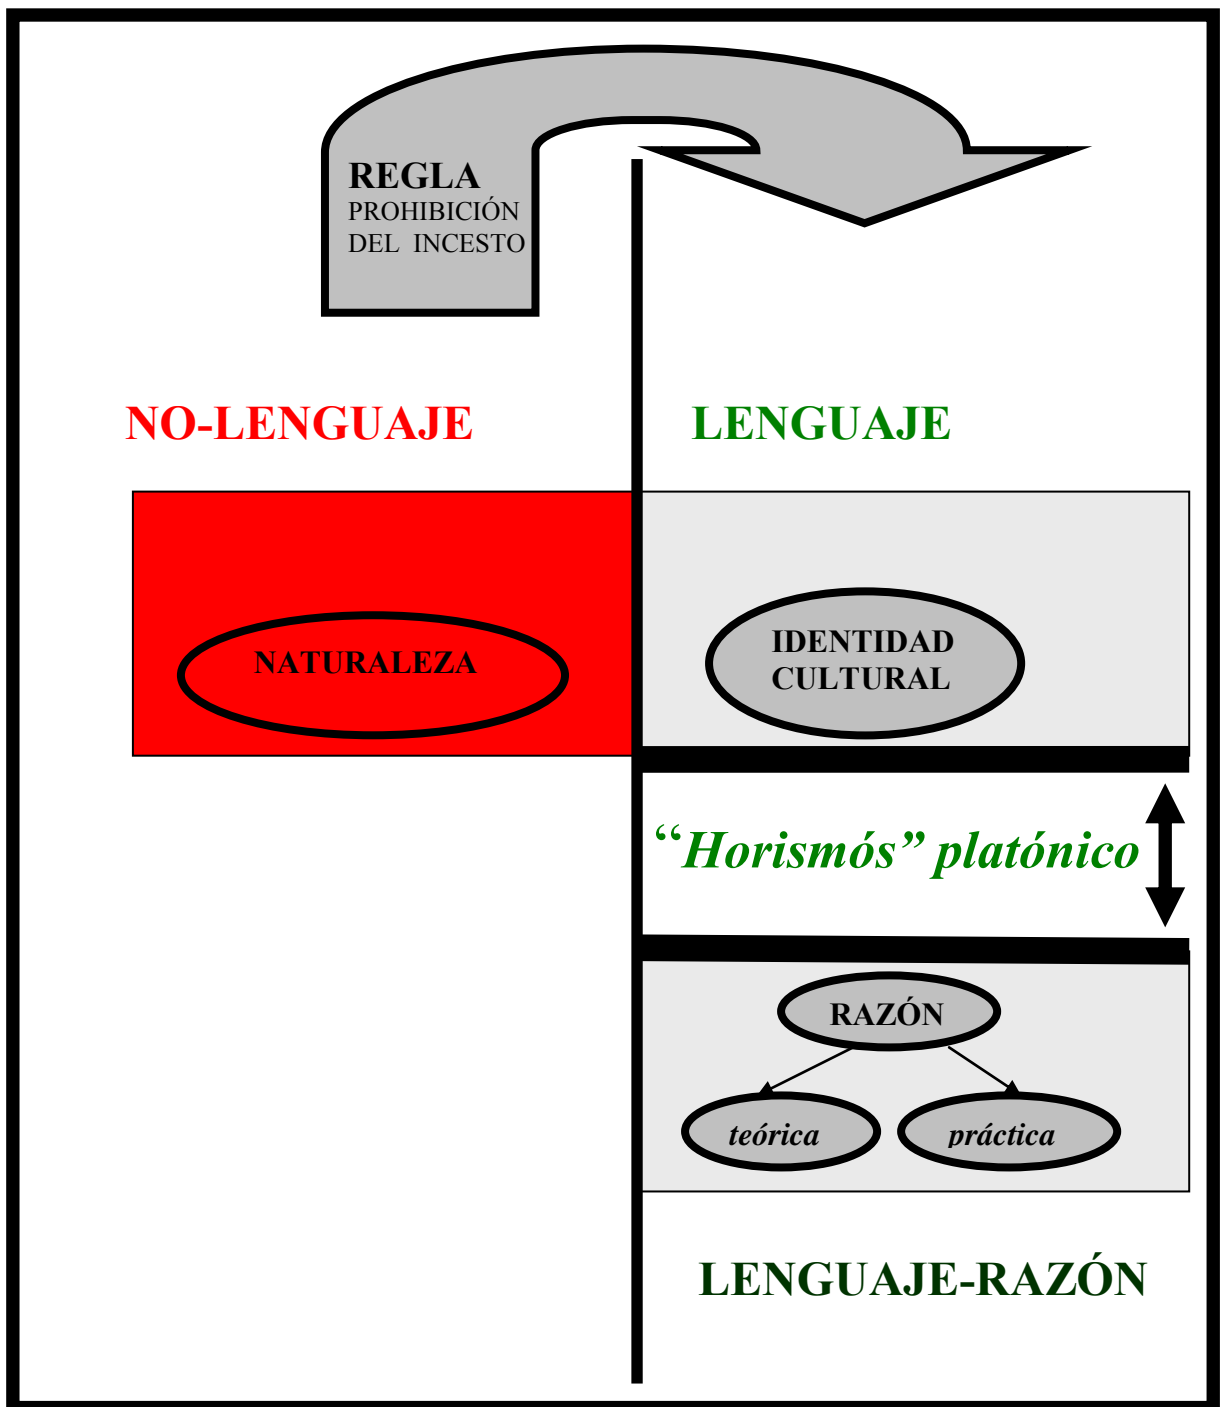 REGLA
PROHIBICIÓN
DEL INCESTO
NO-LENGUAJE
LENGUAJE
NATURALEZA
IDENTIDAD
CULTURAL
“Horismós” platónico
RAZÓN
teórica
práctica
LENGUAJE-RAZÓN